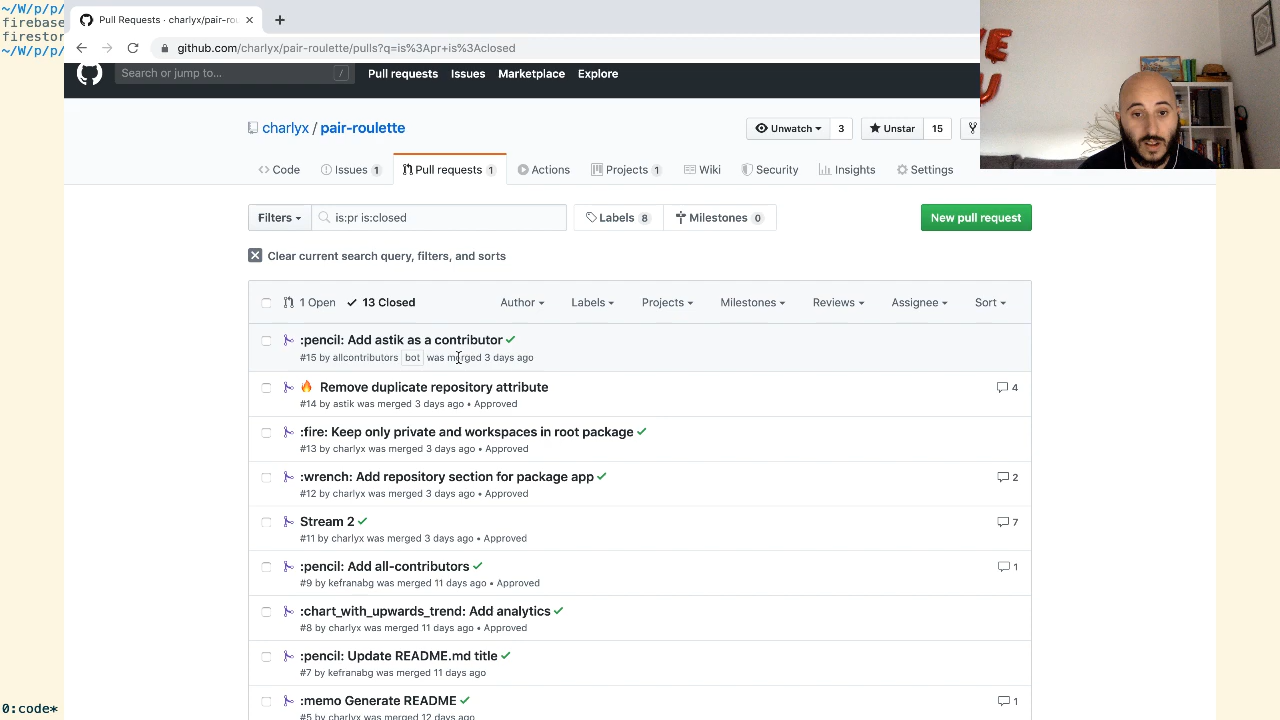 ~/W/p/p/
firebase
firestor
~/W/p/p/
Pull Requests · charlyx/pair-rou
github.com/charlyx/pair-roulette/pulls?q=is%3Apr+is%3Aclosed
Search or jump to... /
Pull requests Issues Marketplace Explore
charlyx / pair-roulette
Unwatch 3 Unstar 15
Code Issues 1 Pull requests 1 Actions Projects 1 Wiki Security Insights Settings
Filters is:pr is:closed Labels 8 Milestones 0 New pull request
Clear current search query, filters, and sorts
1 Open 13 Closed Author Labels Projects Milestones Reviews Assignee Sort
:pencil: Add astik as a contributor
#15 by allcontributors bot was merged 3 days ago
🔥 Remove duplicate repository attribute 4
#14 by astik was merged 3 days ago • Approved
:fire: Keep only private and workspaces in root package
#13 by charlyx was merged 3 days ago • Approved
:wrench: Add repository section for package app 2
#12 by charlyx was merged 3 days ago • Approved
Stream 2 7
#11 by charlyx was merged 3 days ago • Approved
:pencil: Add all-contributors 1
#9 by kefranabg was merged 11 days ago • Approved
:chart_with_upwards_trend: Add analytics
#8 by charlyx was merged 11 days ago • Approved
:pencil: Update README.md title
#7 by kefranabg was merged 11 days ago
:memo Generate README 1
#5 by charlyx was merged 12 days ago
0:code*